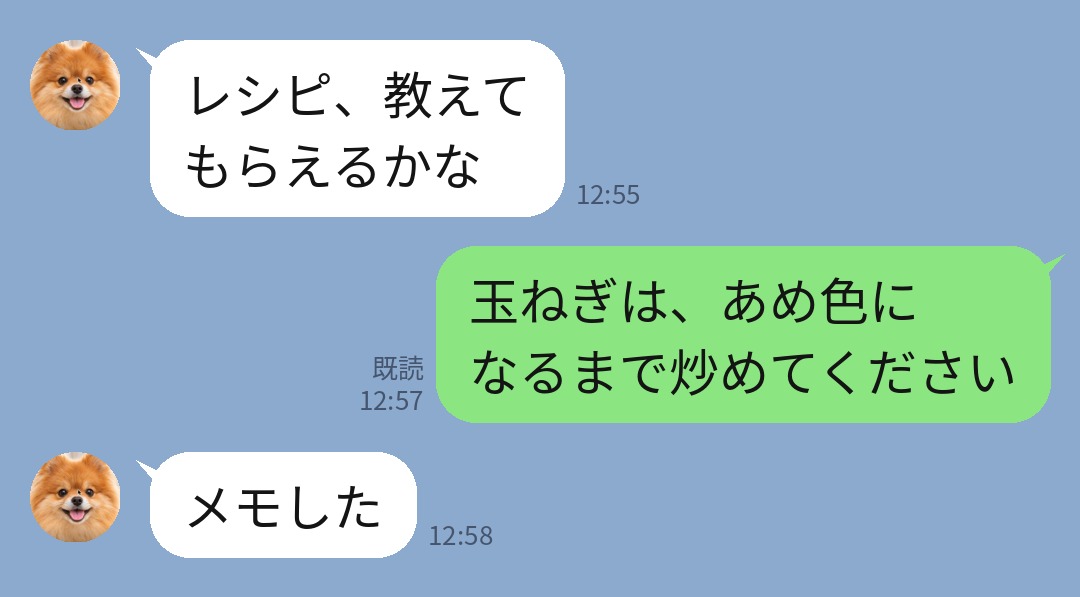 レシピ、教えて
もらえるかな
12:55
玉ねぎは、あめ色に
なるまで炒めてください
既読
12:57
メモした
12:58